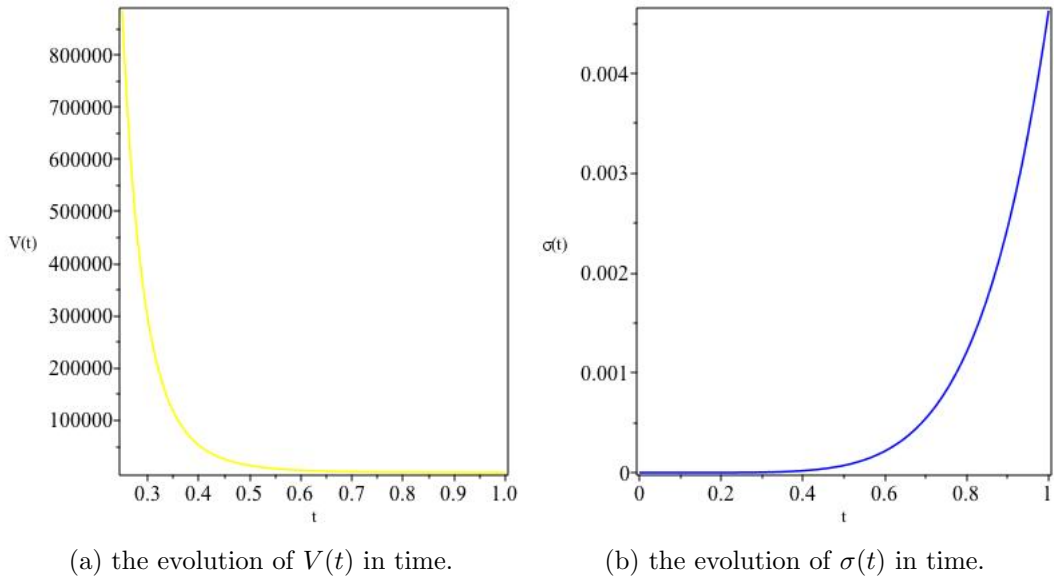 800000
700000
600000
500000
V(t)
400000
300000
200000
100000
0.3 0.4 0.5 0.6 0.7 0.8 0.9 1.0
t
0.004
0.003
σ(t)
0.002
0.001
0
0 0.2 0.4 0.6 0.8 1
t
(a) the evolution of V(t) in time.
(b) the evolution of σ(t) in time.